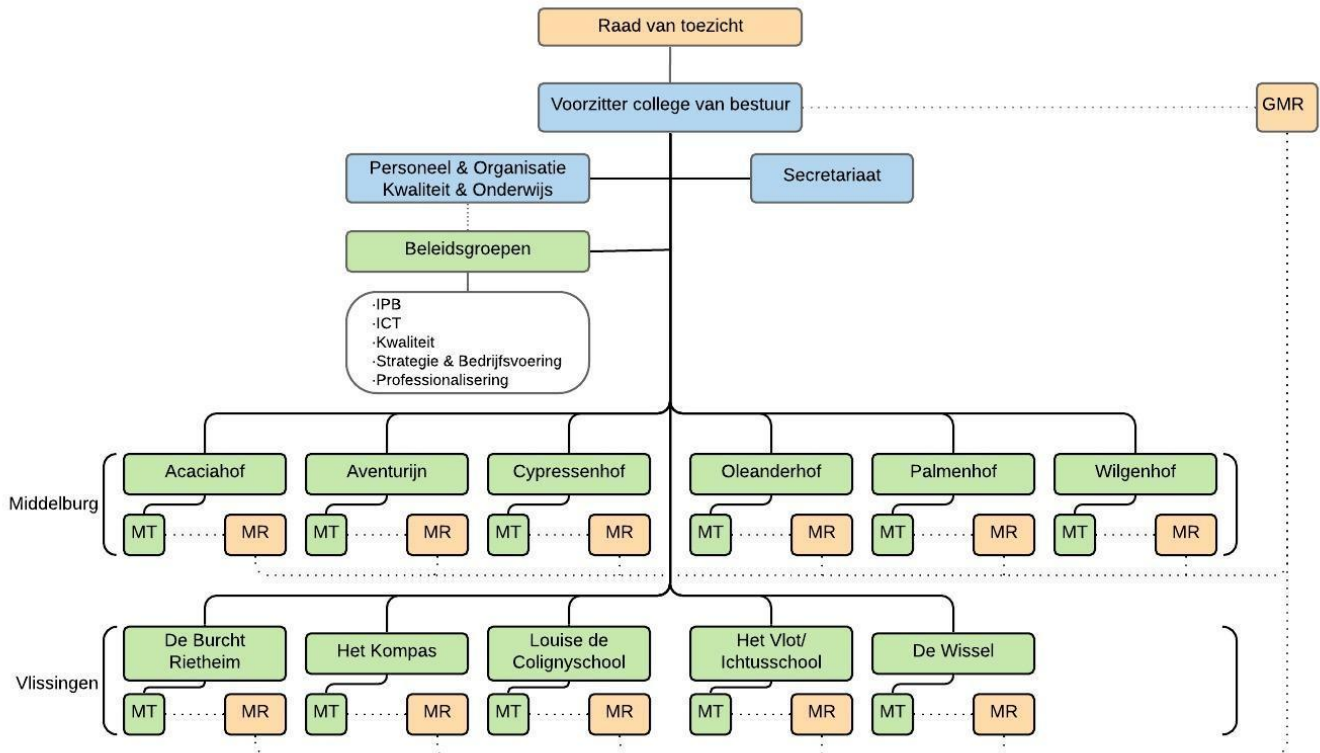 Raad van toezicht
Voorzitter college van bestuur
GMR
Personeel & Organisatie
Kwaliteit & Onderwijs
Secretariaat
Beleidsgroepen
·IPB
·ICT
·Kwaliteit
·Strategie & Bedrijfsvoering
·Professionalisering
Middelburg
Acaciahof
Aventurijn
Cypressenhof
Oleanderhof
Palmenhof
Wilgenhof
MT
MR
MT
MR
MT
MR
MT
MR
MT
MR
MT
MR
Vlissingen
De Burcht
Rietheim
Het Kompas
Louise de
Colignyschool
Het Vlot/
Ichtusschool
De Wissel
MT
MR
MT
MR
MT
MR
MT
MR
MT
MR